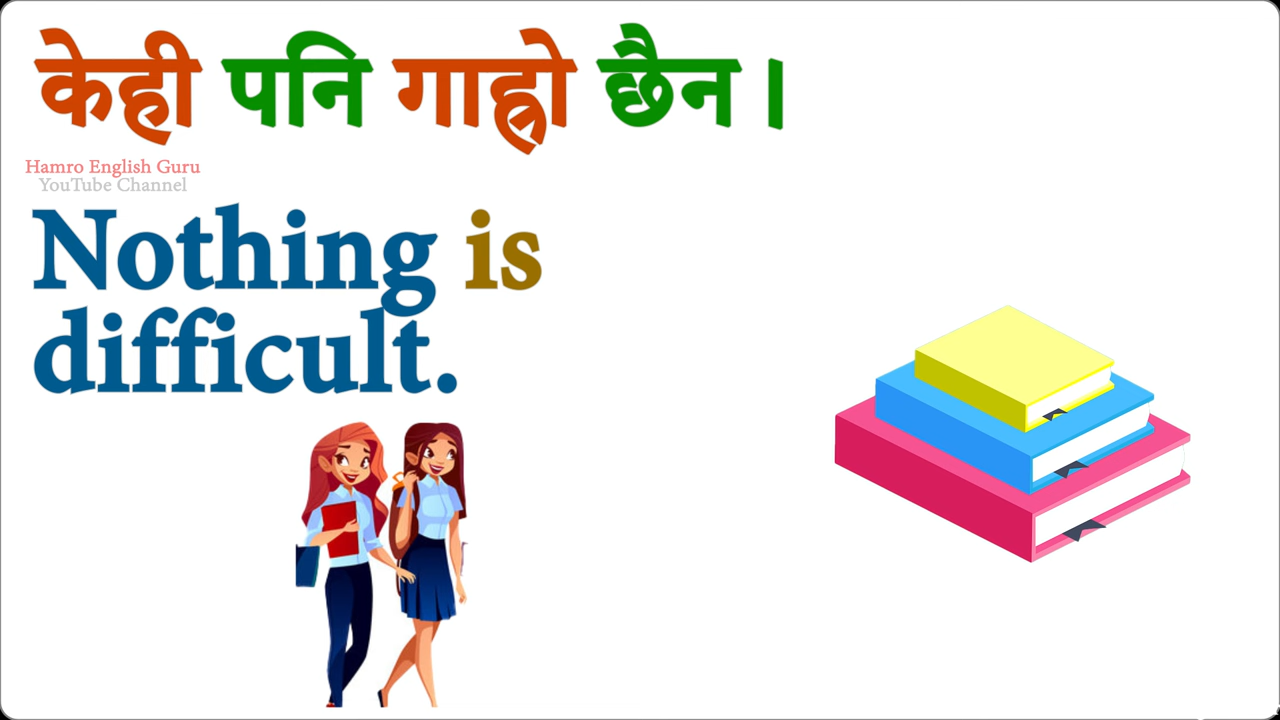 केही पनि गाह्रो छैन।
Hamro English Guru
YouTube Channel
Nothing is
difficult.